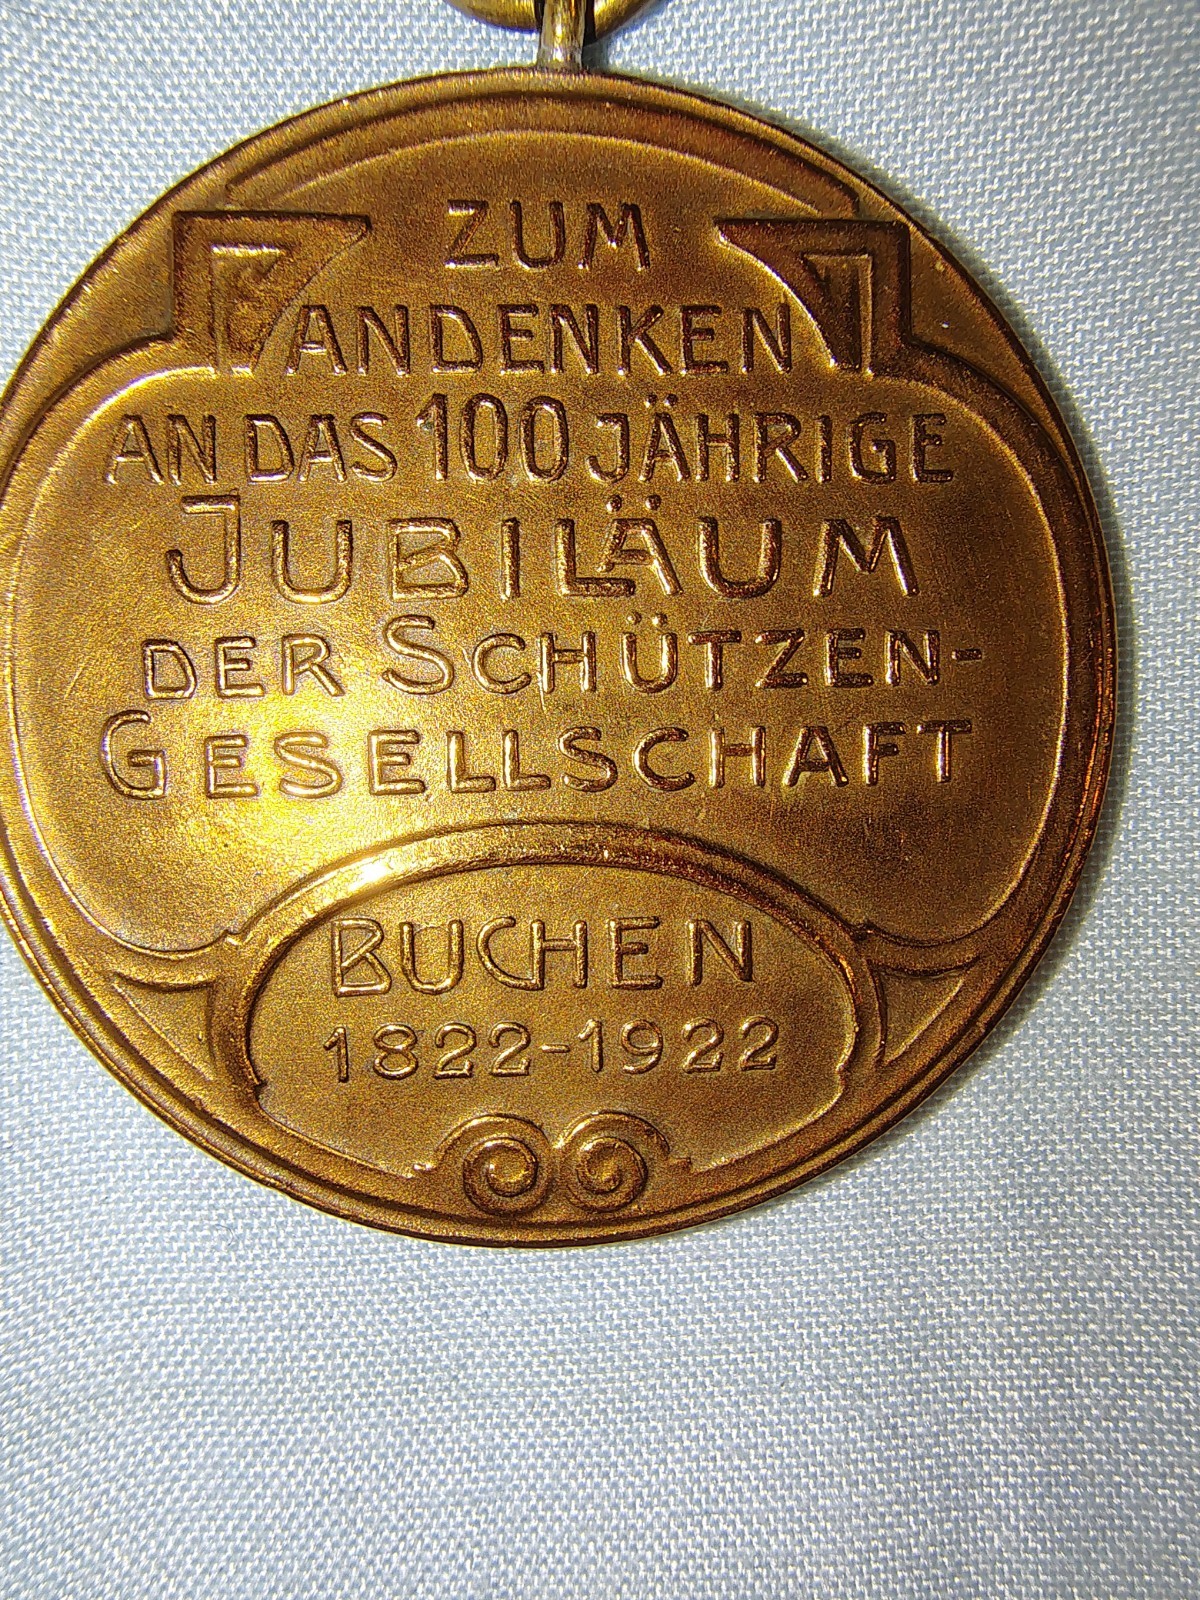 ZUM
ANDENKEN
AN DAS 100 JÄHRIGE
JUBILÄUM
DER SCHÜTZEN-
GESELLSCHAFT
BUCHEN
1822-1922